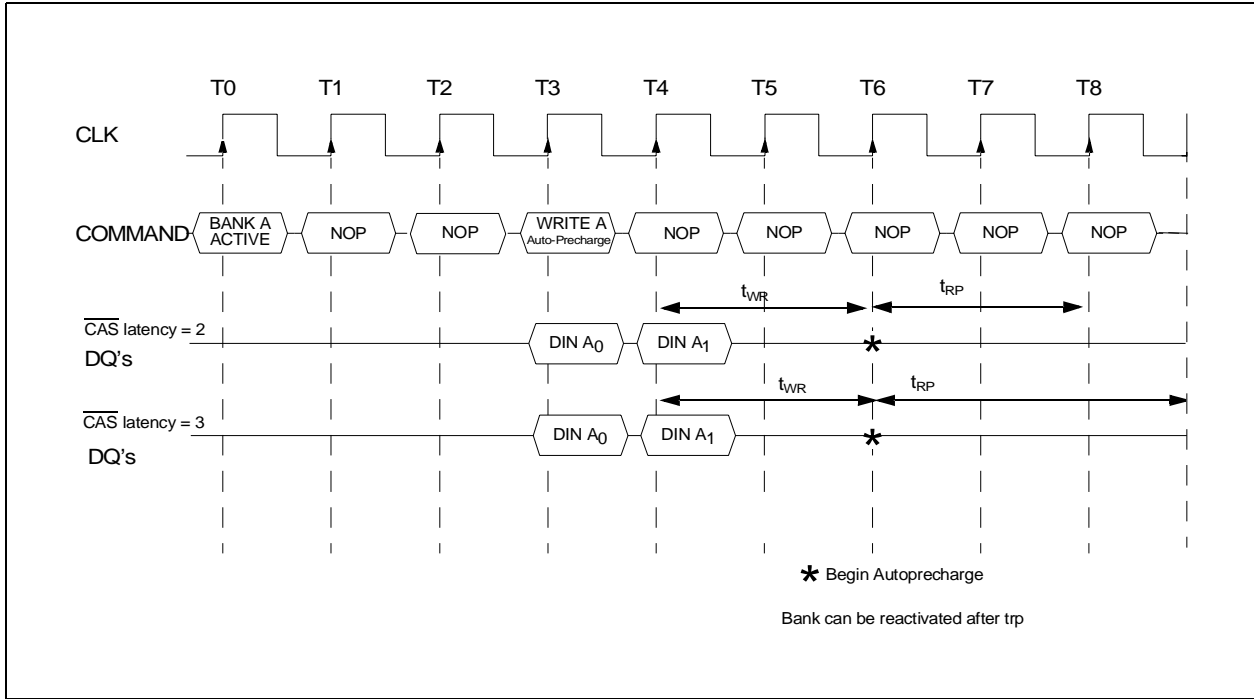 T0 T1 T2 T3 T4 T5 T6 T7 T8
CLK
COMMAND
BANK A
ACTIVE
NOP
NOP
WRITE A
Auto-Precharge
NOP
NOP
NOP
NOP
NOP
tWR
tRP
CAS latency = 2
DQ's
DIN A0
DIN A1
*
tWR
tRP
CAS latency = 3
DQ's
DIN A0
DIN A1
*
* Begin Autoprecharge
Bank can be reactivated after trp